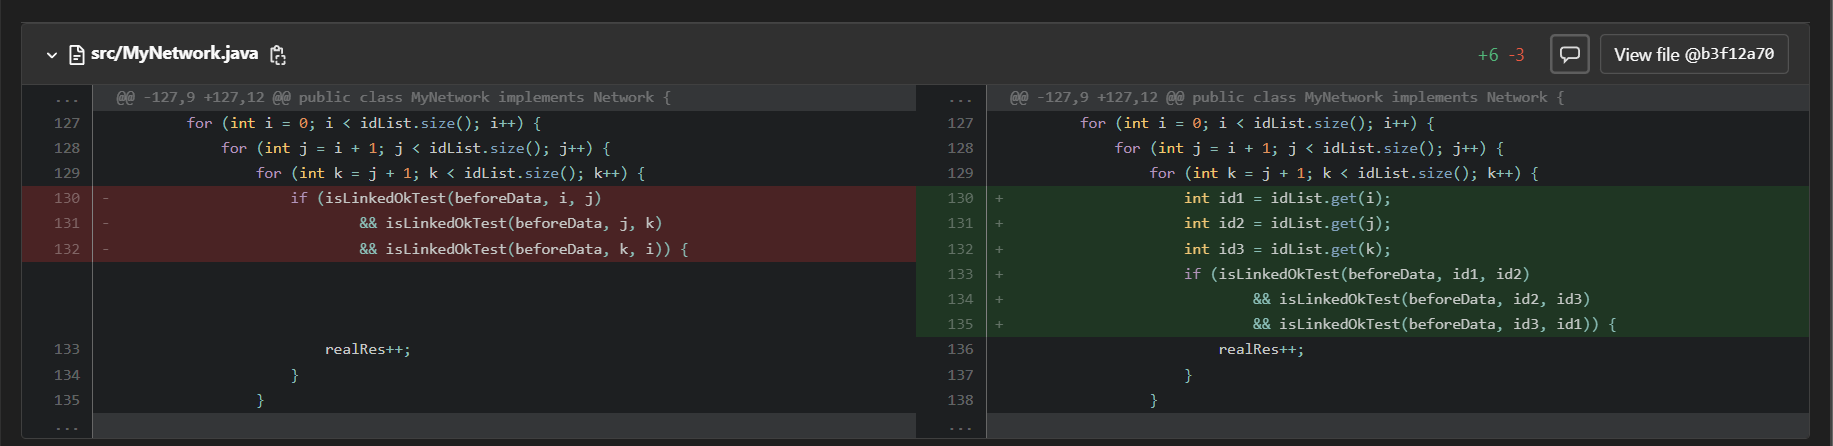 src/MyNetwork.java
+6 -3
View file @b3f12a70
... @@ -127,9 +127,12 @@ public class MyNetwork implements Network {
127 for (int i = 0; i < idList.size(); i++) {
128 for (int j = i + 1; j < idList.size(); j++) {
129 for (int k = j + 1; k < idList.size(); k++) {
130 - if (isLinkedOkTest(beforeData, i, j)
131 - && isLinkedOkTest(beforeData, j, k)
132 - && isLinkedOkTest(beforeData, k, i)) {
133 realRes++;
134 }
135 }
...
... @@ -127,9 +127,12 @@ public class MyNetwork implements Network {
127 for (int i = 0; i < idList.size(); i++) {
128 for (int j = i + 1; j < idList.size(); j++) {
129 for (int k = j + 1; k < idList.size(); k++) {
130 + int id1 = idList.get(i);
131 + int id2 = idList.get(j);
132 + int id3 = idList.get(k);
133 + if (isLinkedOkTest(beforeData, id1, id2)
134 + && isLinkedOkTest(beforeData, id2, id3)
135 + && isLinkedOkTest(beforeData, id3, id1)) {
136 realRes++;
137 }
138 }
...